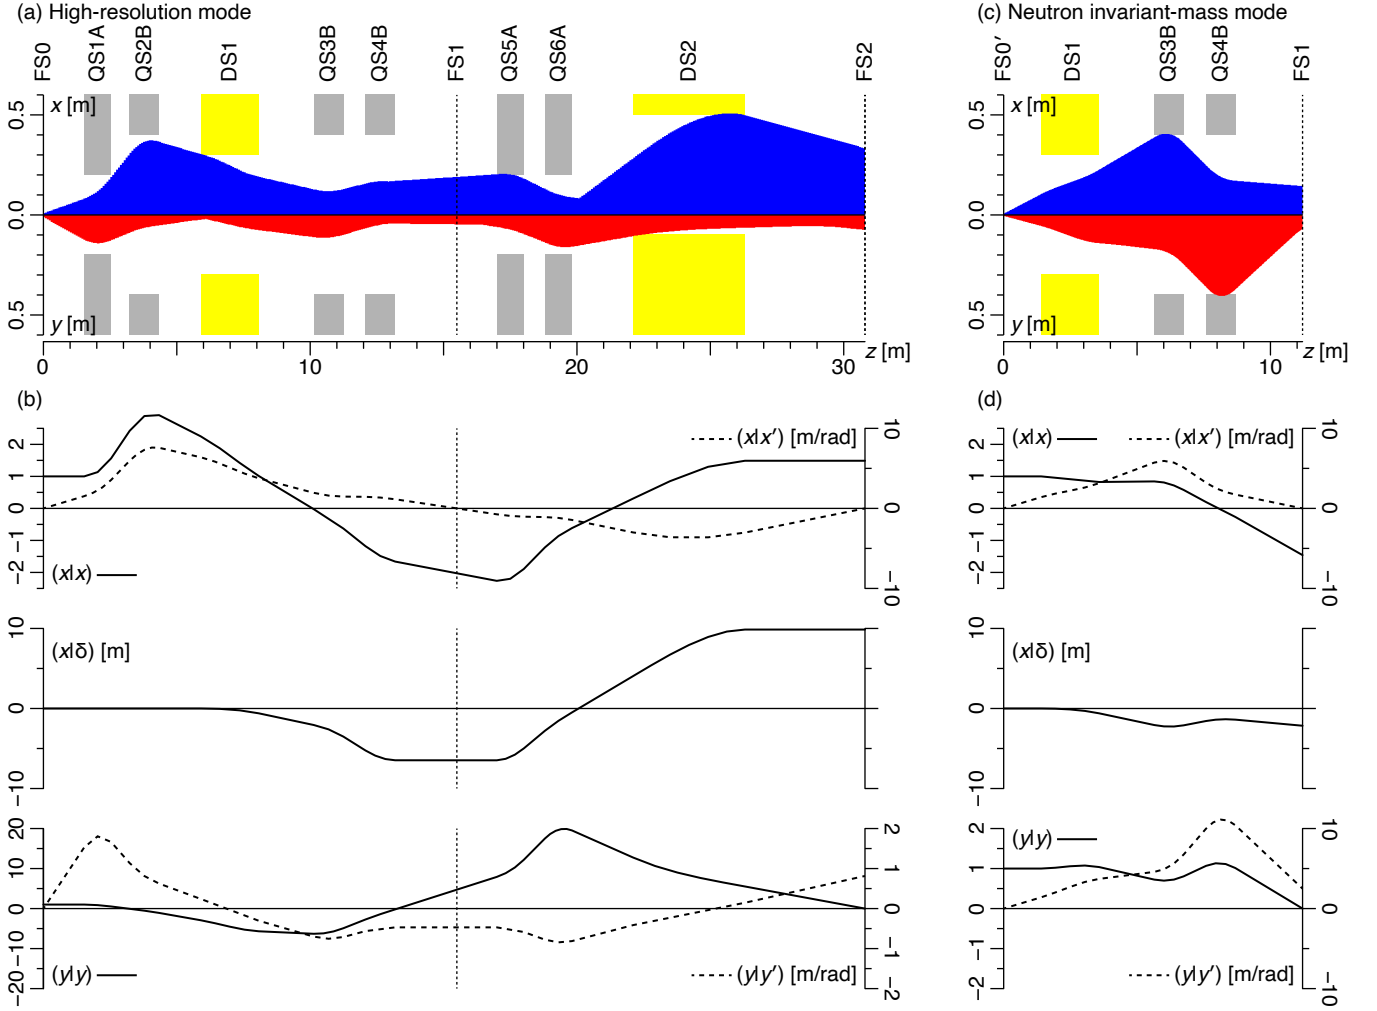 (a) High-resolution mode
FS0 QS1A QS2B DS1 QS3B QS4B FS1 QS5A QS6A DS2 FS2
x [m]
0.5
0.0
0.0
0.5
y [m]
0 10 20 30 z [m]
(c) Neutron invariant-mass mode
FS0′ DS1 QS3B QS4B FS1
x [m]
0.5
0.0
0.0
0.5
y [m]
0 10 z [m]
(b)
2 1 0 −1 −2
(x|x)
(x|x′) [m/rad]
10 0 −10
(x|δ) [m]
10 0 −10
20 10 0 −10 −20
(y|y)
(y|y′) [m/rad]
2 1 0 −1 −2
(d)
(x|x) (x|x′) [m/rad]
2 1 0 −1 −2
10 0 −10
(x|δ) [m]
10 0 −10
(y|y)
2 1 0 −1 −2
10 0 −10
(y|y′) [m/rad]